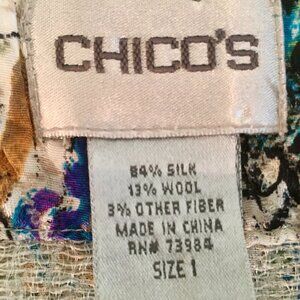 CHICO'S
84% SILK
13% WOOL
3% OTHER FIBER
MADE IN CHINA
RN# 73984
SIZE 1